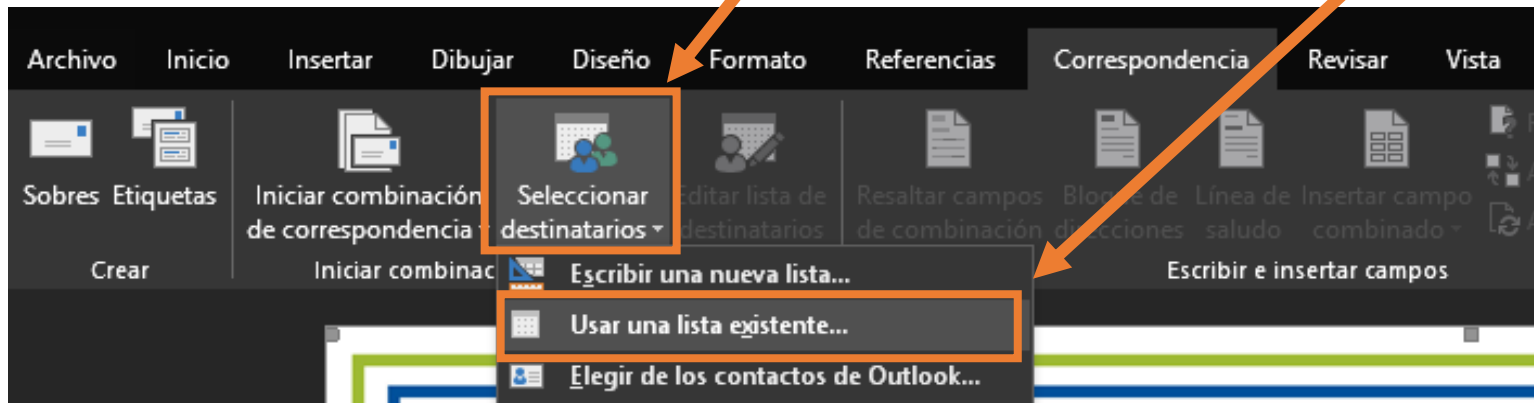 Archivo Inicio Insertar Dibujar Diseño Formato Referencias Correspondencia Revisar Vista
Sobres Etiquetas
Iniciar combinación
de correspondencia
Seleccionar
destinatarios
Editar lista de
destinatarios
Resaltar campos
de combinación
Bloque de
direcciones
Línea de
saludo
Insertar campo
combinado
Crear
Iniciar combinac
Escribir e insertar campos
Escribir una nueva lista...
Usar una lista existente...
Elegir de los contactos de Outlook...